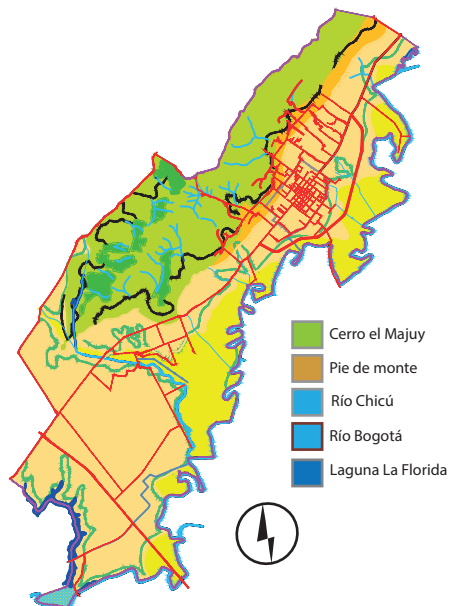 Cerro el Majuy
Pie de monte
Río Chicú
Río Bogotá
Laguna La Florida